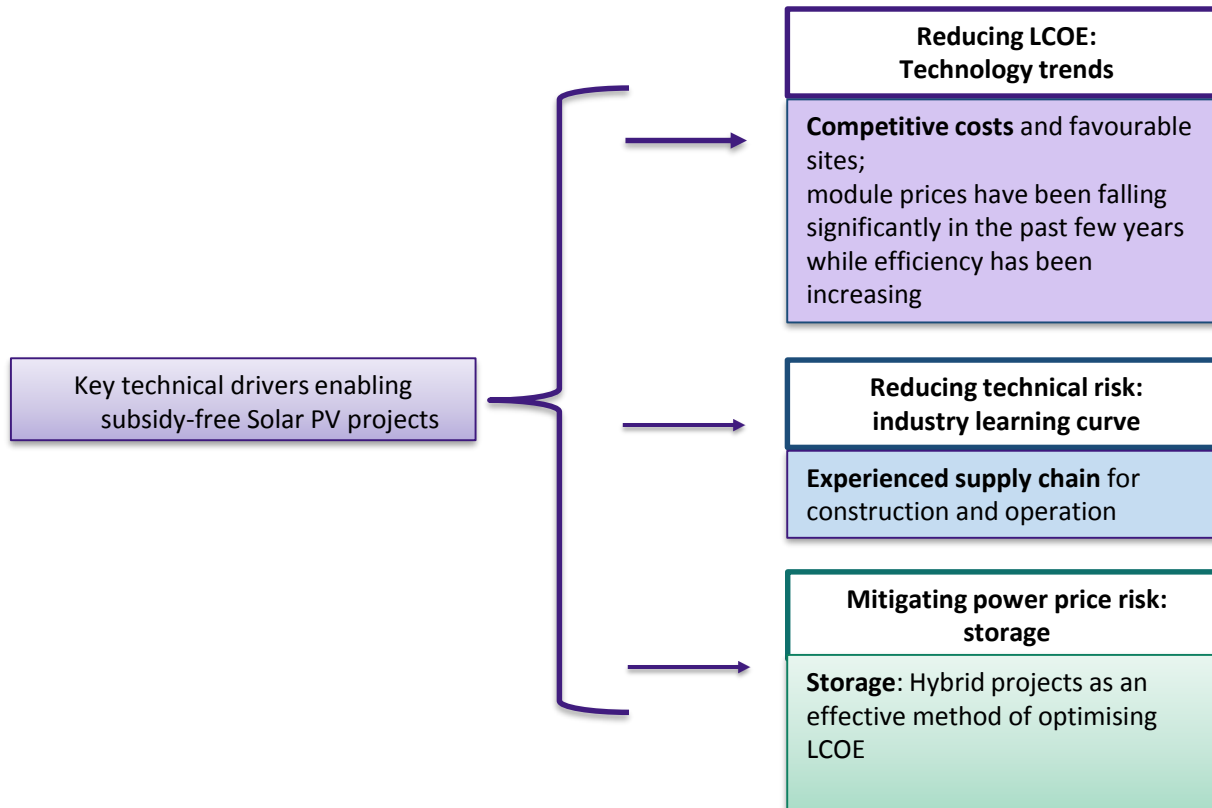 Reducing LCOE:
Technology trends
Competitive costs and favourable
sites;
module prices have been falling
significantly in the past few years
while efficiency has been
increasing
Key technical drivers enabling
subsidy-free Solar PV projects
Reducing technical risk:
industry learning curve
Experienced supply chain for
construction and operation
Mitigating power price risk:
storage
Storage: Hybrid projects as an
effective method of optimising
LCOE